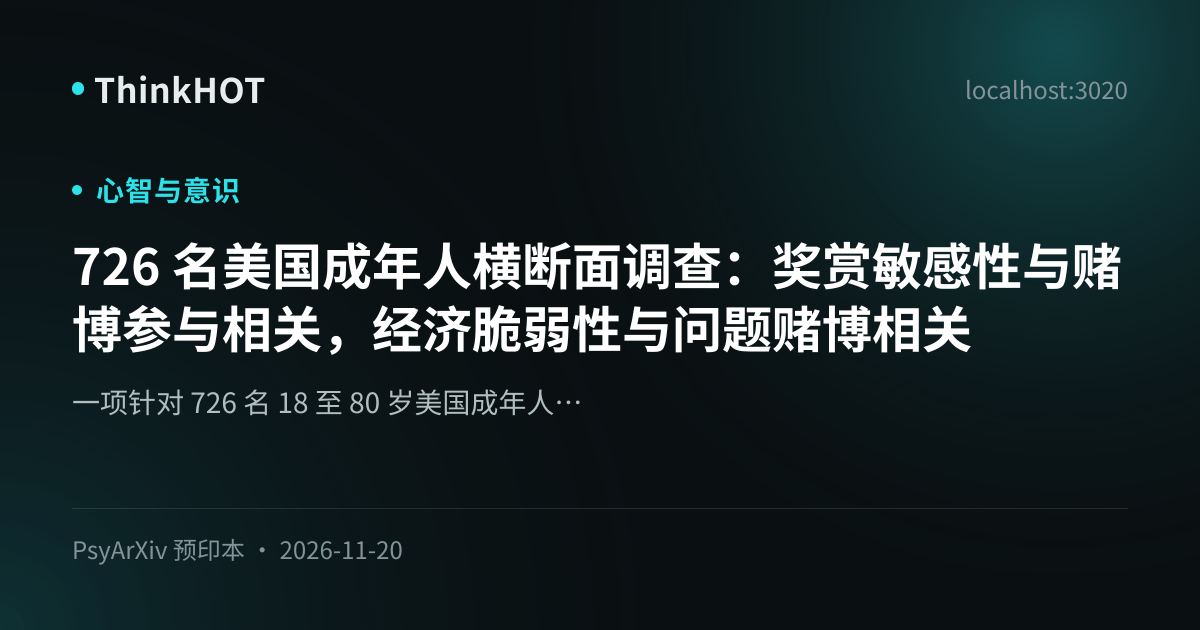 ThinkHOT
localhost:3020
心智与意识
726 名美国成年人横断面调查：奖赏敏感性与赌
博参与相关，经济脆弱性与问题赌博相关
一项针对 726 名 18 至 80 岁美国成年人…
PsyArXiv 预印本 · 2026-11-20